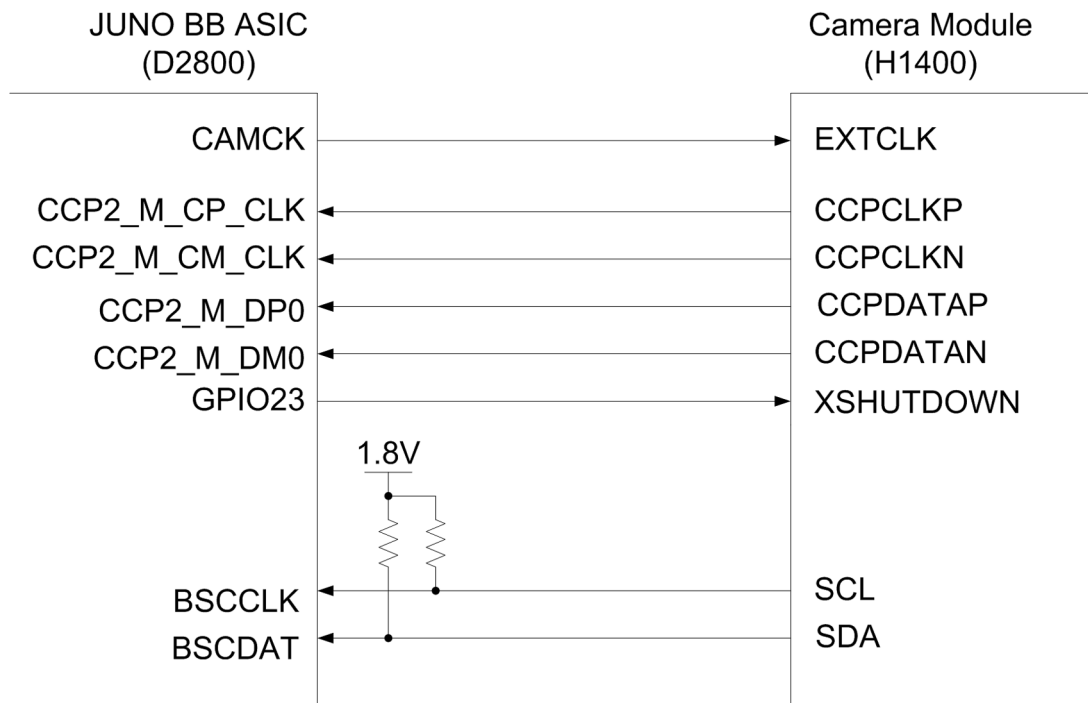 JUNO BB ASIC
(D2800)
Camera Module
(H1400)
CAMCK
EXTCLK
CCP2_M_CP_CLK
CCPCLKP
CCP2_M_CM_CLK
CCPCLKN
CCP2_M_DP0
CCPDATAP
CCP2_M_DM0
CCPDATAN
GPIO23
XSHUTDOWN
1.8V
BSCCLK
SCL
BSCDAT
SDA